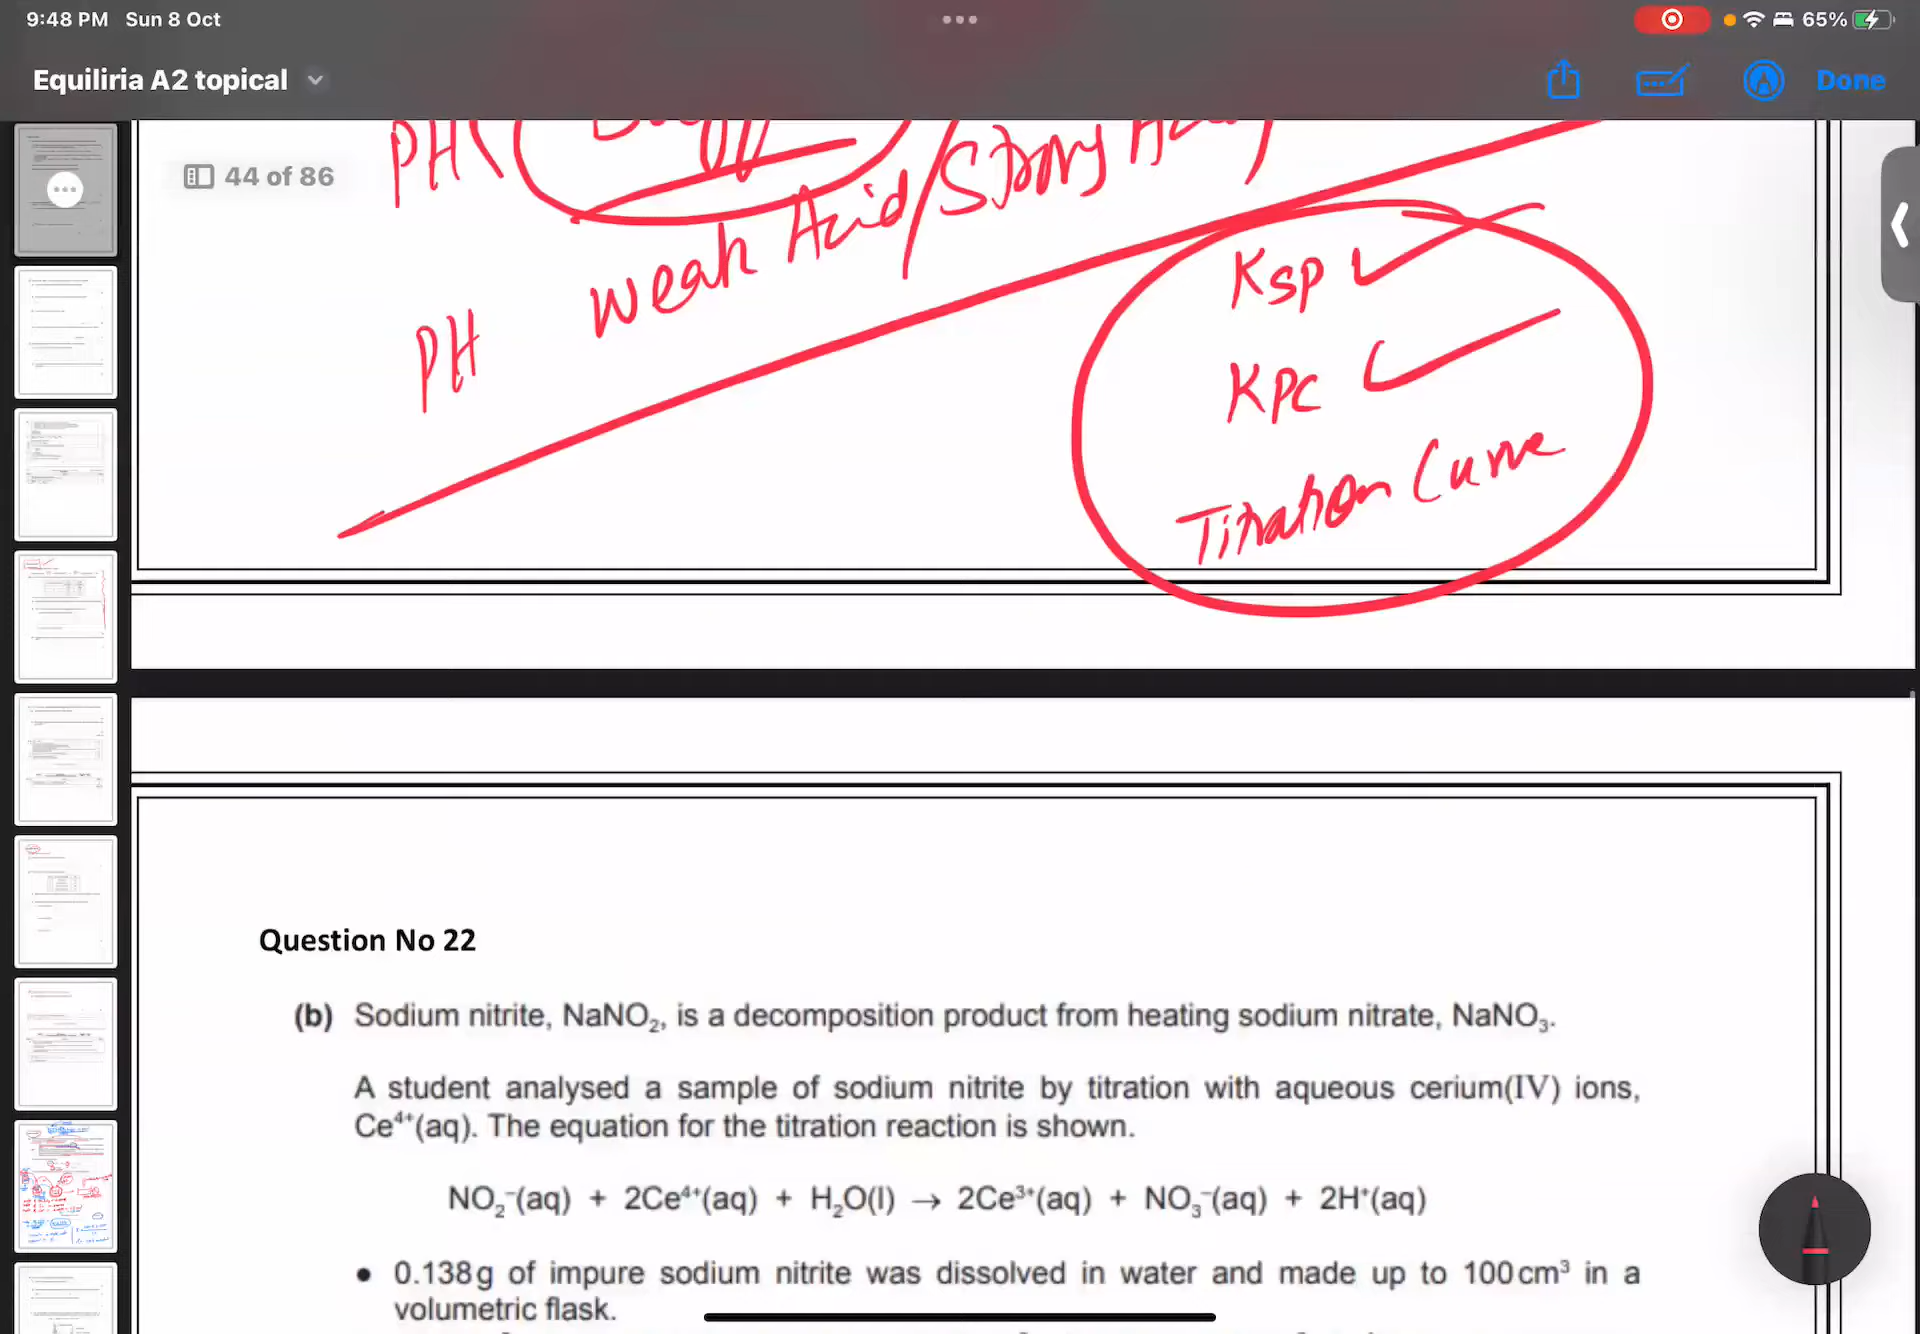 9:48 PM Sun 8 Oct
65%
Equiliria A2 topical
Done
44 of 86
PH
weak Acid/Strong
PH
Ksp
KPC
Titration Curve
Question No 22
(b) Sodium nitrite, NaNO₂, is a decomposition product from heating sodium nitrate, NaNO₃.
A student analysed a sample of sodium nitrite by titration with aqueous cerium(IV) ions,
Ce⁴⁺(aq). The equation for the titration reaction is shown.
NO₂⁻(aq) + 2Ce⁴⁺(aq) + H₂O(l) → 2Ce³⁺(aq) + NO₃⁻(aq) + 2H⁺(aq)
• 0.138g of impure sodium nitrite was dissolved in water and made up to 100cm³ in a
volumetric flask.